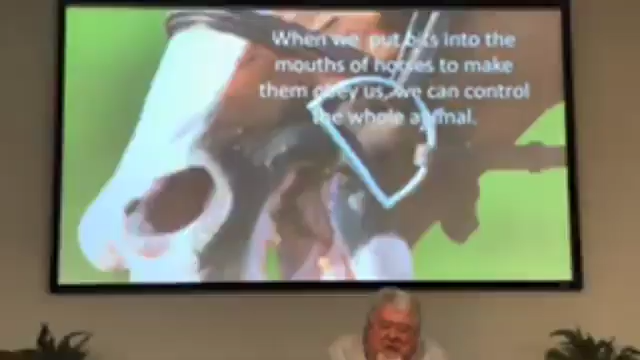 When we put bits into the
mouths of horses to make
them obey us, we can control
the whole animal.